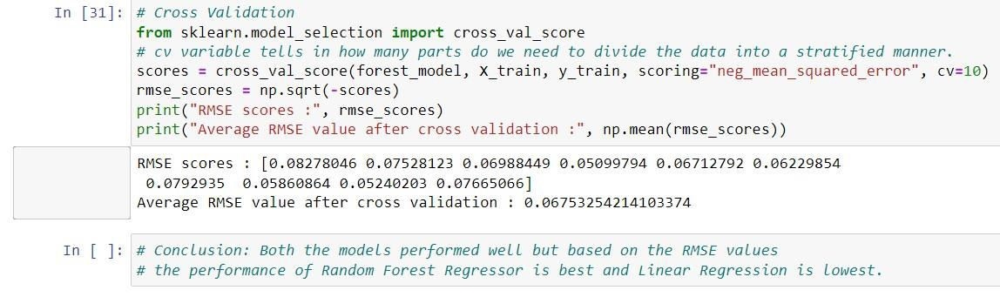 In [31]: # Cross Validation
from sklearn.model_selection import cross_val_score
# cv variable tells in how many parts do we need to divide the data into a stratified manner.
scores = cross_val_score(forest_model, X_train, y_train, scoring="neg_mean_squared_error", cv=10)
rmse_scores = np.sqrt(-scores)
print("RMSE scores :", rmse_scores)
print("Average RMSE value after cross validation :", np.mean(rmse_scores))
RMSE scores : [0.08278046 0.07528123 0.06988449 0.05099794 0.06712792 0.06229854
0.0792935  0.05860864 0.05240203 0.07665066]
Average RMSE value after cross validation : 0.06753254214103374
In [ ]: # Conclusion: Both the models performed well but based on the RMSE values
# the performance of Random Forest Regressor is best and Linear Regression is lowest.